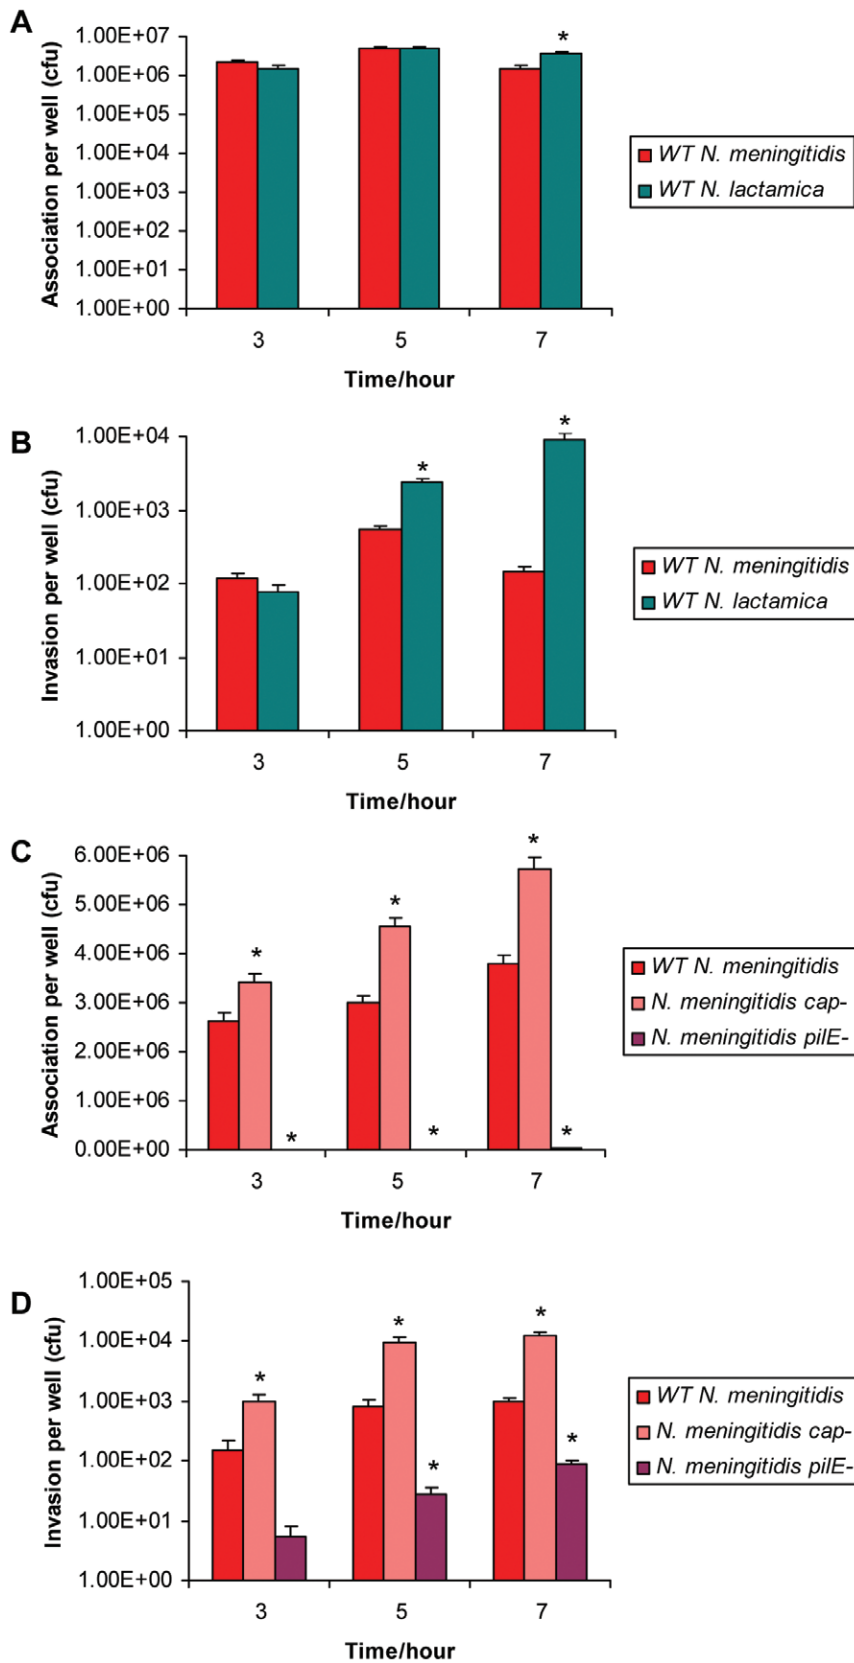 A
Association per well (cfu)
1.00E+07
1.00E+06
1.00E+05
1.00E+04
1.00E+03
1.00E+02
1.00E+01
1.00E+00
*
3
5
7
Time/hour
WT N. meningitidis
WT N. lactamica
B
Invasion per well (cfu)
1.00E+04
1.00E+03
1.00E+02
1.00E+01
1.00E+00
*
*
3
5
7
Time/hour
WT N. meningitidis
WT N. lactamica
C
Association per well (cfu)
6.00E+06
5.00E+06
4.00E+06
3.00E+06
2.00E+06
1.00E+06
0.00E+00
*
*
*
*
*
*
3
5
7
Time/hour
WT N. meningitidis
N. meningitidis cap-
N. meningitidis pilE-
D
Invasion per well (cfu)
1.00E+05
1.00E+04
1.00E+03
1.00E+02
1.00E+01
1.00E+00
*
*
*
*
*
3
5
7
Time/hour
WT N. meningitidis
N. meningitidis cap-
N. meningitidis pilE-